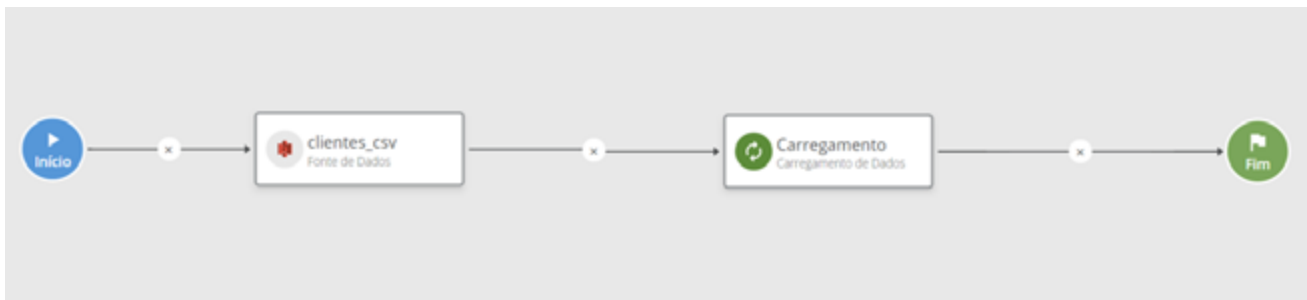 Início
clientes_csv
Fonte de Dados
Carregamento
Carregamento de Dados
Fim